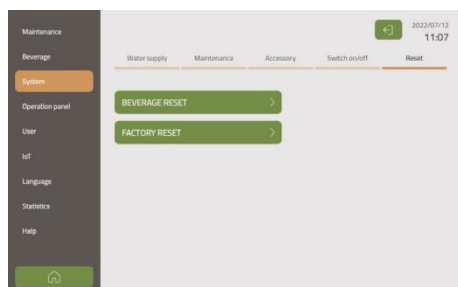 Maintenance
Beverage
System
Operation panel
User
IoT
Language
Statistics
Help
2022/07/12
11:07
Water supply
Maintenance
Accessory
Switch on/off
Reset
BEVERAGE RESET
FACTORY RESET